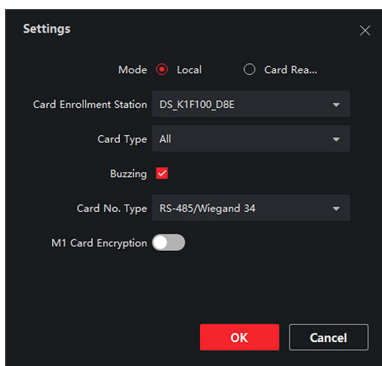 Settings
Mode Local Card Rea...
Card Enrollment Station DS_K1F100_D8E
Card Type All
Buzzing
Card No. Type RS-485/Wiegand 34
M1 Card Encryption
OK Cancel